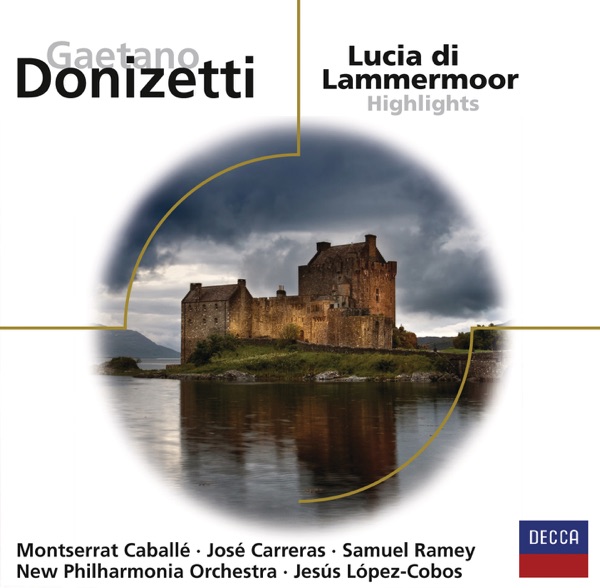 Gaetano
Donizetti
Lucia di
Lammermoor
Highlights
Montserrat Caballé · José Carreras · Samuel Ramey
New Philharmonia Orchestra · Jesús López-Cobos
DECCA